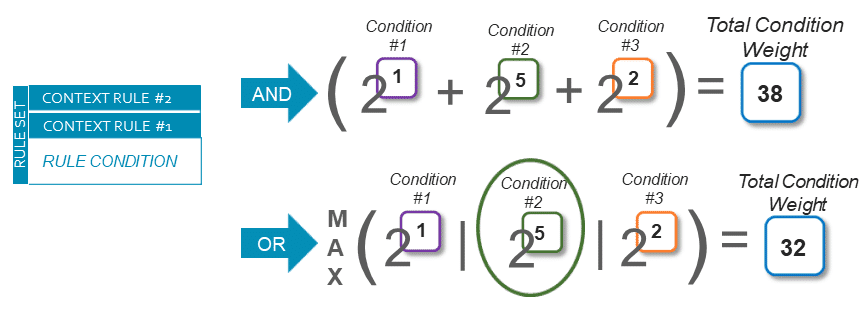 RULE SET
CONTEXT RULE #2
CONTEXT RULE #1
RULE CONDITION
AND
Condition
#1
Condition
#2
Condition
#3
Total Condition
Weight
( 2^1 + 2^5 + 2^2 ) = 38
OR
M
A
X
Condition
#1
Condition
#2
Condition
#3
Total Condition
Weight
( 2^1 | 2^5 | 2^2 ) = 32